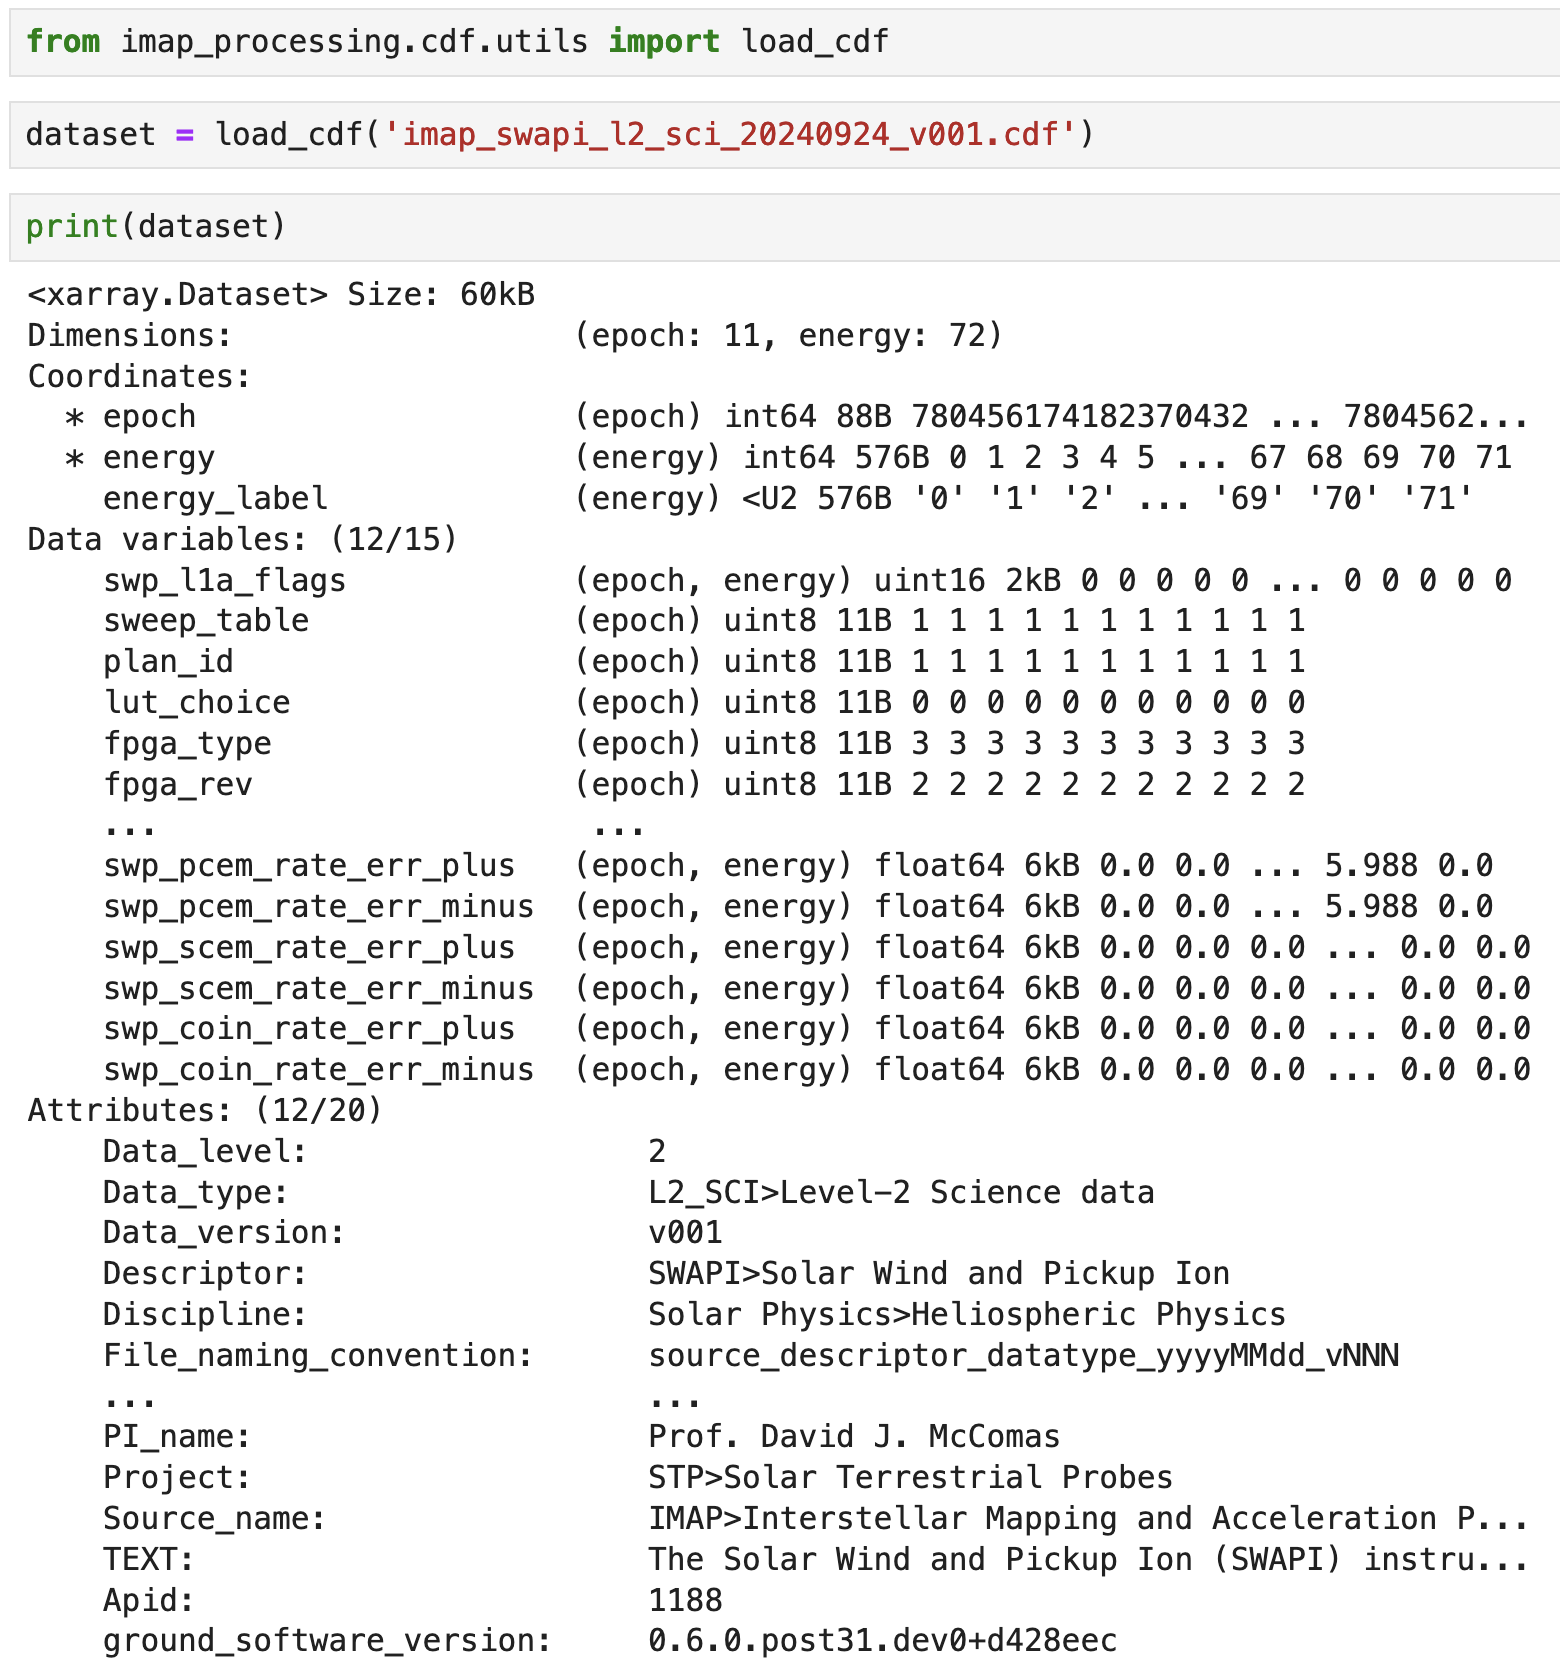 from imap_processing.cdf.utils import load_cdf
dataset = load_cdf('imap_swapi_l2_sci_20240924_v001.cdf')
print(dataset)
<xarray.Dataset> Size: 60kB
Dimensions:                  (epoch: 11, energy: 72)
Coordinates:
  * epoch                    (epoch) int64 88B 780456174182370432 ... 7804562...
  * energy                   (energy) int64 576B 0 1 2 3 4 5 ... 67 68 69 70 71
    energy_label             (energy) <U2 576B '0' '1' '2' ... '69' '70' '71'
Data variables: (12/15)
    swp_l1a_flags            (epoch, energy) uint16 2kB 0 0 0 0 0 ... 0 0 0 0 0
    sweep_table              (epoch) uint8 11B 1 1 1 1 1 1 1 1 1 1 1
    plan_id                  (epoch) uint8 11B 1 1 1 1 1 1 1 1 1 1 1
    lut_choice               (epoch) uint8 11B 0 0 0 0 0 0 0 0 0 0 0
    fpga_type                (epoch) uint8 11B 3 3 3 3 3 3 3 3 3 3 3
    fpga_rev                 (epoch) uint8 11B 2 2 2 2 2 2 2 2 2 2 2
    ...                       ...
    swp_pcem_rate_err_plus   (epoch, energy) float64 6kB 0.0 0.0 ... 5.988 0.0
    swp_pcem_rate_err_minus  (epoch, energy) float64 6kB 0.0 0.0 ... 5.988 0.0
    swp_scem_rate_err_plus   (epoch, energy) float64 6kB 0.0 0.0 0.0 ... 0.0 0.0
    swp_scem_rate_err_minus  (epoch, energy) float64 6kB 0.0 0.0 0.0 ... 0.0 0.0
    swp_coin_rate_err_plus   (epoch, energy) float64 6kB 0.0 0.0 0.0 ... 0.0 0.0
    swp_coin_rate_err_minus  (epoch, energy) float64 6kB 0.0 0.0 0.0 ... 0.0 0.0
Attributes: (12/20)
    Data_level:                  2
    Data_type:                   L2_SCI>Level-2 Science data
    Data_version:                v001
    Descriptor:                  SWAPI>Solar Wind and Pickup Ion
    Discipline:                  Solar Physics>Heliospheric Physics
    File_naming_convention:      source_descriptor_datatype_yyyyMMdd_vNNN
    ...                          ...
    PI_name:                     Prof. David J. McComas
    Project:                     STP>Solar Terrestrial Probes
    Source_name:                 IMAP>Interstellar Mapping and Acceleration P...
    TEXT:                        The Solar Wind and Pickup Ion (SWAPI) instru...
    Apid:                        1188
    ground_software_version:     0.6.0.post31.dev0+d428eec